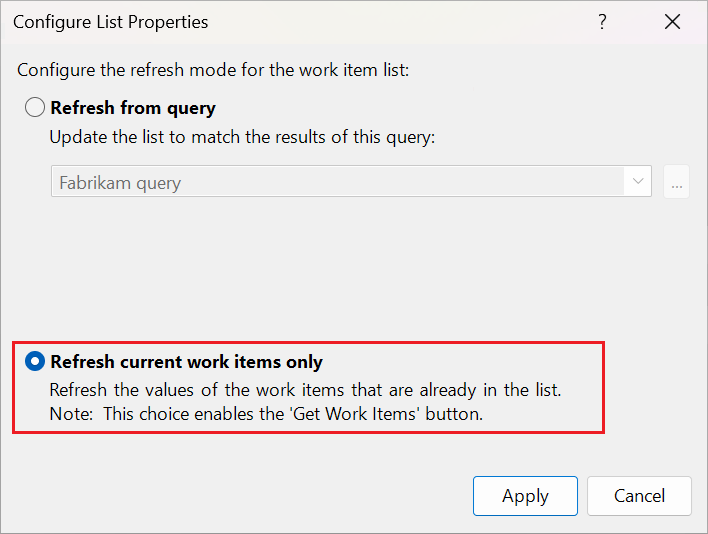 Configure List Properties ?
Configure the refresh mode for the work item list:
Refresh from query
Update the list to match the results of this query:
Fabrikam query ...
Refresh current work items only
Refresh the values of the work items that are already in the list.
Note: This choice enables the 'Get Work Items' button.
Apply Cancel